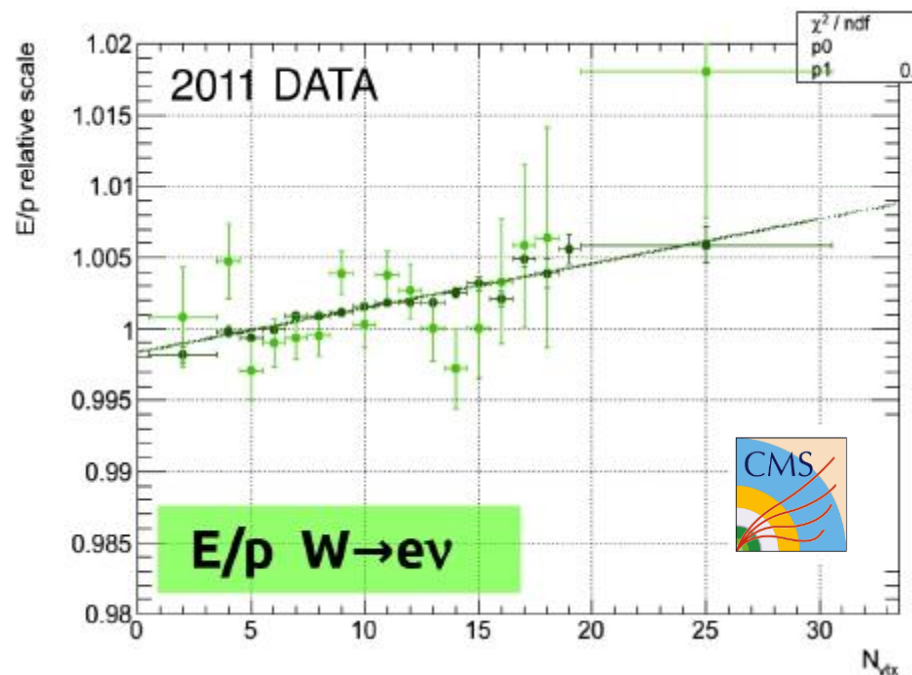 χ² / ndf
p0
p1 0.
2011 DATA
E/p relative scale
1.02
1.015
1.01
1.005
1
0.995
0.99
0.985
0.98
CMS
E/p W→eν
0 5 10 15 20 25 30
N_vtx